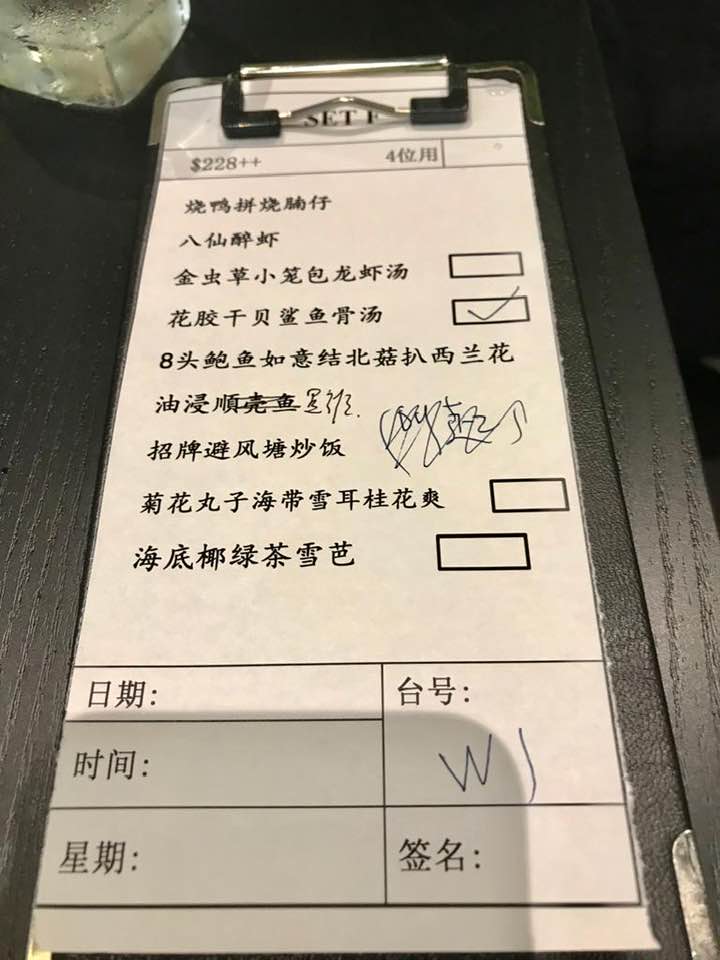 SET F
$228++ 4位用
烧鸭拼烧腩仔
八仙醉虾
金虫草小笼包龙虾汤
花胶干贝鲨鱼骨汤
8头鲍鱼如意结北菇扒西兰花
油浸順壳鱼
招牌避风塘炒饭
菊花丸子海带雪耳桂花爽
海底椰绿茶雪芭
日期: 台号:
时间: W
星期: 签名: